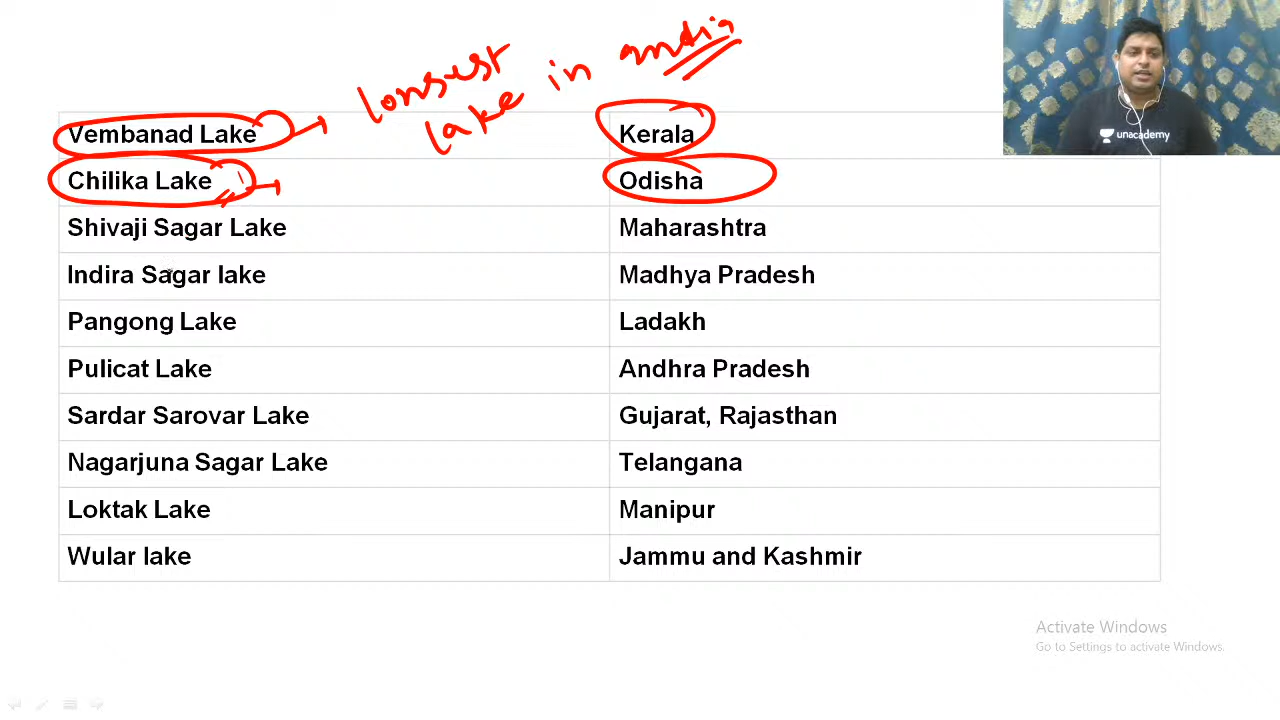 longest
lake in india
Vembanad Lake Kerala
Chilika Lake Odisha
Shivaji Sagar Lake Maharashtra
Indira Sagar lake Madhya Pradesh
Pangong Lake Ladakh
Pulicat Lake Andhra Pradesh
Sardar Sarovar Lake Gujarat, Rajasthan
Nagarjuna Sagar Lake Telangana
Loktak Lake Manipur
Wular lake Jammu and Kashmir
unacademy
Activate Windows
Go to Settings to activate Windows.